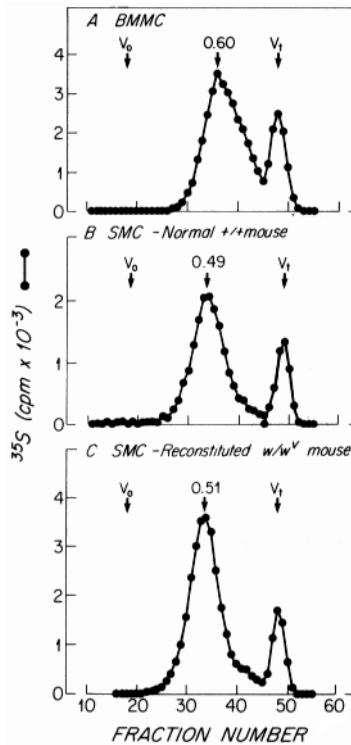 A BMMC
V₀ 0.60 Vₜ
4
3
2
1
0
B SMC - Normal +/+ mouse
V₀ 0.49 Vₜ
2
1
0
C SMC - Reconstituted w/wᵛ mouse
V₀ 0.51 Vₜ
4
3
2
1
0
10 20 30 40 50 60
FRACTION NUMBER
³⁵S (cpm x 10⁻³)